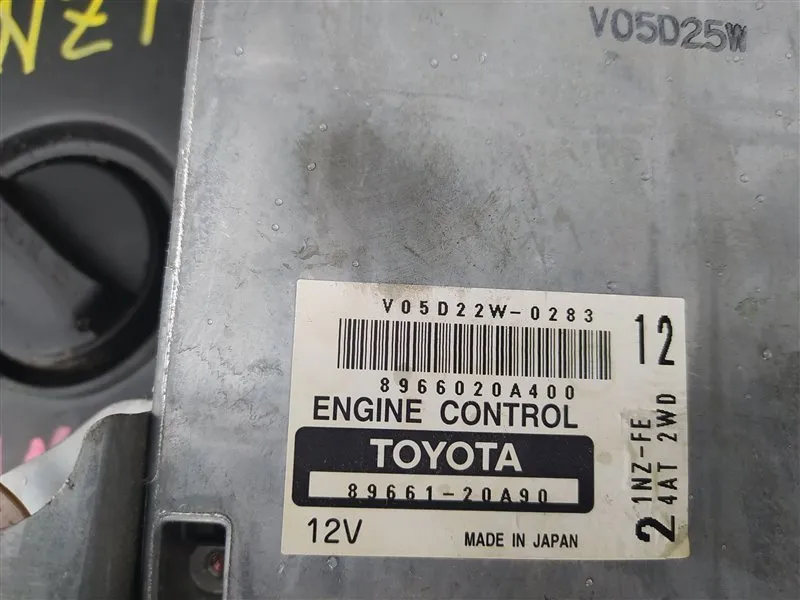 NZ1
V05D25W
V05D22W-0283
12
8966020A400
ENGINE CONTROL
TOYOTA
89661-20A90
12V
MADE IN JAPAN
2 1NZ-FE
4AT 2WD